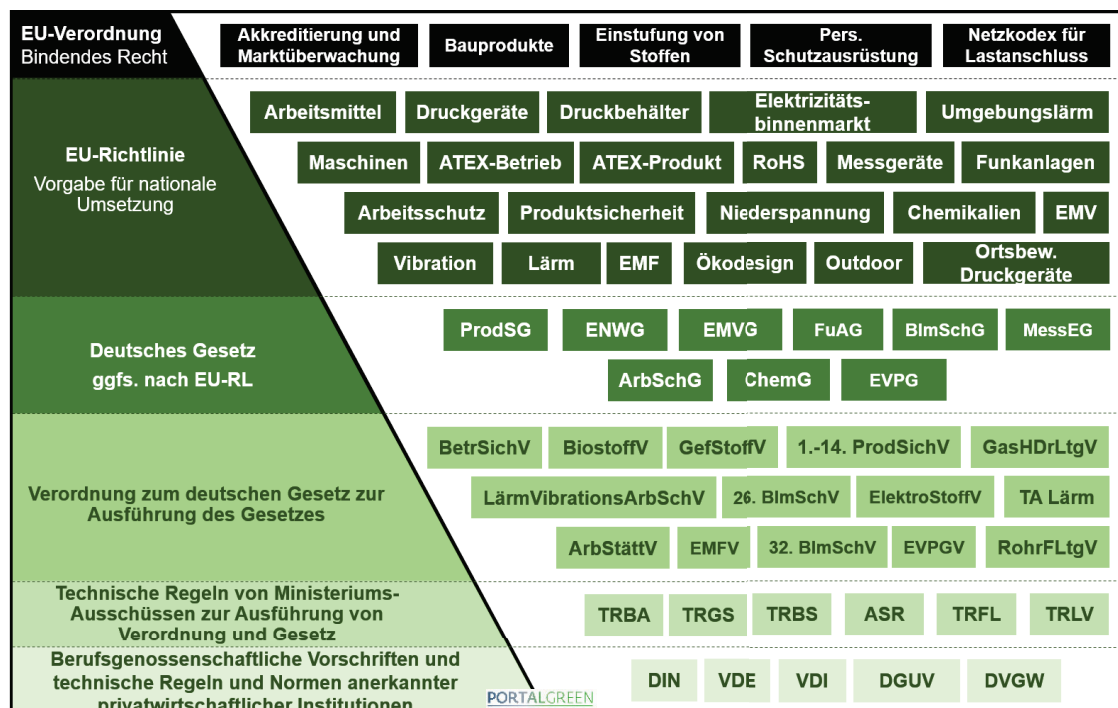 EU-Verordnung
Bindendes Recht
Akkreditierung und
Marktüberwachung
Bauprodukte
Einstufung von
Stoffen
Pers.
Schutzausrüstung
Netzkodex für
Lastanschluss
EU-Richtlinie
Vorgabe für nationale
Umsetzung
Arbeitsmittel
Druckgeräte
Druckbehälter
Elektrizitäts-
binnenmarkt
Umgebungslärm
Maschinen
ATEX-Betrieb
ATEX-Produkt
RoHS
Messgeräte
Funkanlagen
Arbeitsschutz
Produktsicherheit
Niederspannung
Chemikalien
EMV
Vibration
Lärm
EMF
Ökodesign
Outdoor
Ortsbew.
Druckgeräte
Deutsches Gesetz
ggfs. nach EU-RL
ProdSG
ENWG
EMVG
FuAG
BImSchG
MessEG
ArbSchG
ChemG
EVPG
Verordnung zum deutschen Gesetz zur
Ausführung des Gesetzes
BetrSichV
BiostoffV
GefStoffV
1.-14. ProdSichV
GasHDrLtgV
LärmVibrationsArbSchV
26. BImSchV
ElektroStoffV
TA Lärm
ArbStättV
EMFV
32. BImSchV
EVPGV
RohrFLtgV
Technische Regeln von Ministeriums-
Ausschüssen zur Ausführung von
Verordnung und Gesetz
TRBA
TRGS
TRBS
ASR
TRFL
TRLV
Berufsgenossenschaftliche Vorschriften und
technische Regeln und Normen anerkannter
privatwirtschaftlicher Institutionen
DIN
VDE
VDI
DGUV
DVGW
PORTALGREEN